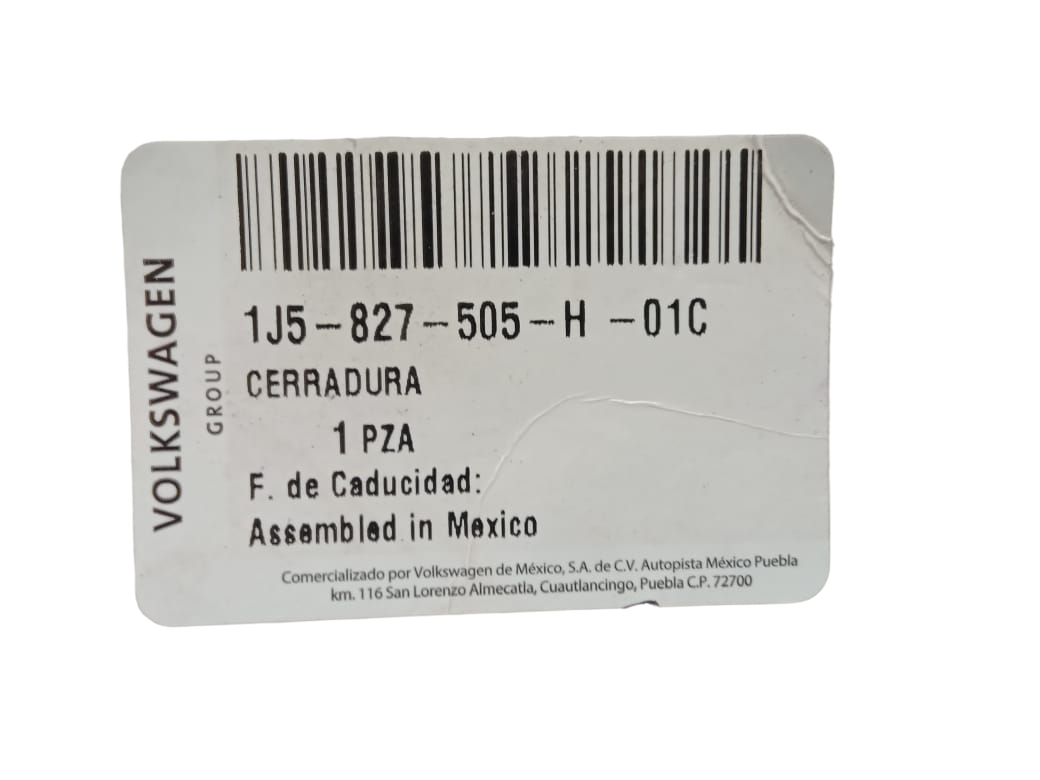 VOLKSWAGEN
GROUP
1J5-827-505-H -01C
CERRADURA
1 PZA
F. de Caducidad:
Assembled in Mexico
Comercializado por Volkswagen de México, S.A. de C.V. Autopista México Puebla
km. 116 San Lorenzo Almecatla, Cuautlancingo, Puebla C.P. 72700